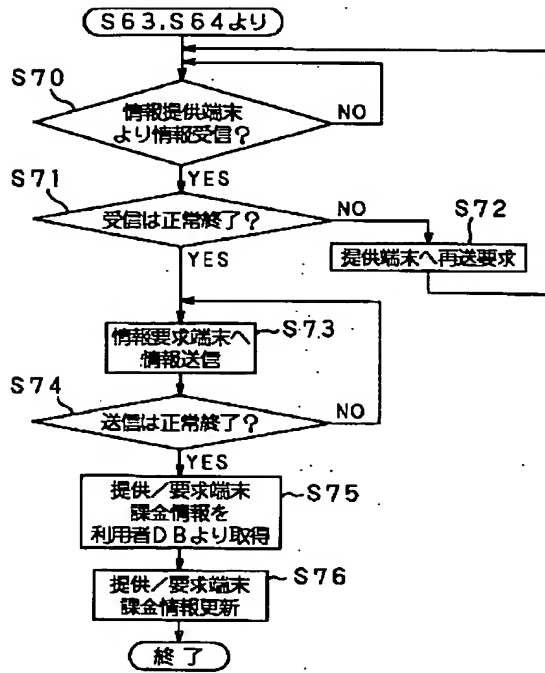 S63,S64より
S70
情報提供端末
より情報受信?
NO
YES
S71
受信は正常終了?
NO
S72
提供端末へ再送要求
YES
情報要求端末へ
情報送信
S73
S74
送信は正常終了?
NO
YES
提供/要求端末
課金情報を
利用者DBより取得
S75
提供/要求端末
課金情報更新
S76
終了